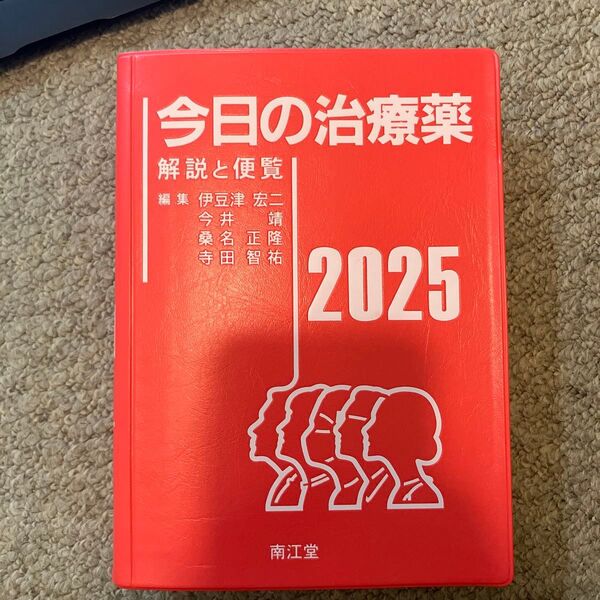 今日の治療薬
解説と便覧
編集 伊豆津 宏二
今井 靖
桑名 正隆
寺田 智祐
2025
南江堂